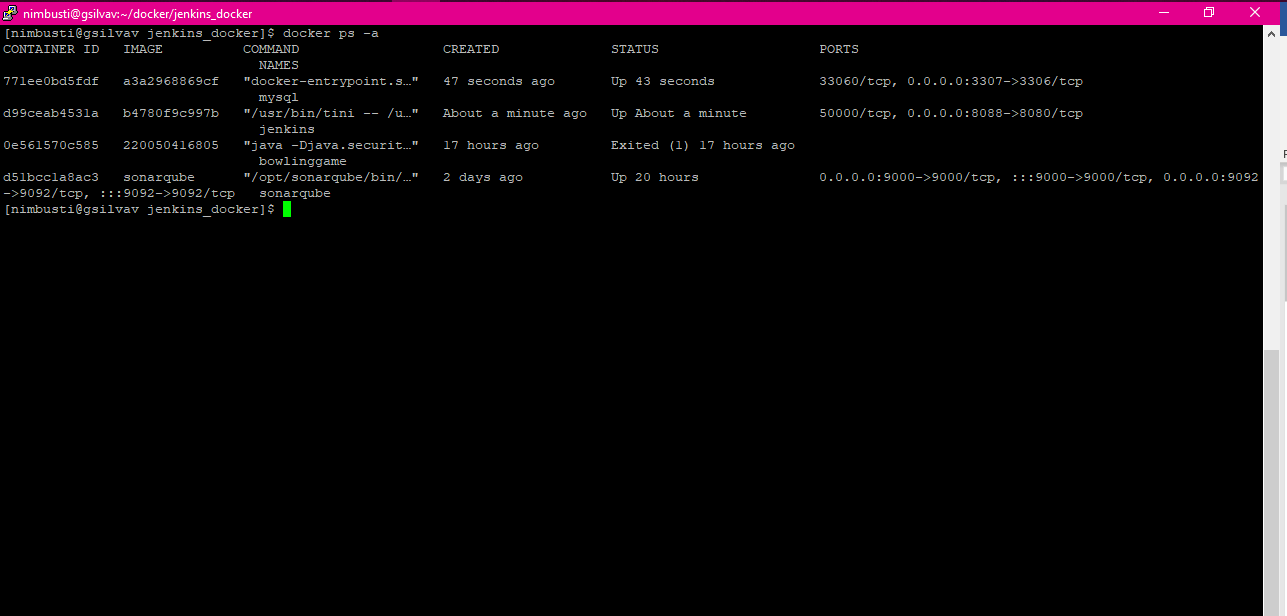 nimbusti@gsilvav:~/docker/jenkins_docker
[nimbusti@gsilvav jenkins_docker]$ docker ps -a
CONTAINER ID   IMAGE          COMMAND                  CREATED              STATUS                    PORTS
NAMES
771ee0bd5fdf   a3a2968869cf   "docker-entrypoint.s…"   47 seconds ago       Up 43 seconds             33060/tcp, 0.0.0.0:3307->3306/tcp
mysql
d99ceab4531a   b4780f9c997b   "/usr/bin/tini -- /u…"   About a minute ago   Up About a minute         50000/tcp, 0.0.0.0:8088->8080/tcp
jenkins
0e561570c585   220050416805   "java -Djava.securit…"   17 hours ago         Exited (1) 17 hours ago
bowlinggame
d51bcc1a8ac3   sonarqube      "/opt/sonarqube/bin/…"   2 days ago           Up 20 hours               0.0.0.0:9000->9000/tcp, :::9000->9000/tcp, 0.0.0.0:9092
->9092/tcp, :::9092->9092/tcp   sonarqube
[nimbusti@gsilvav jenkins_docker]$